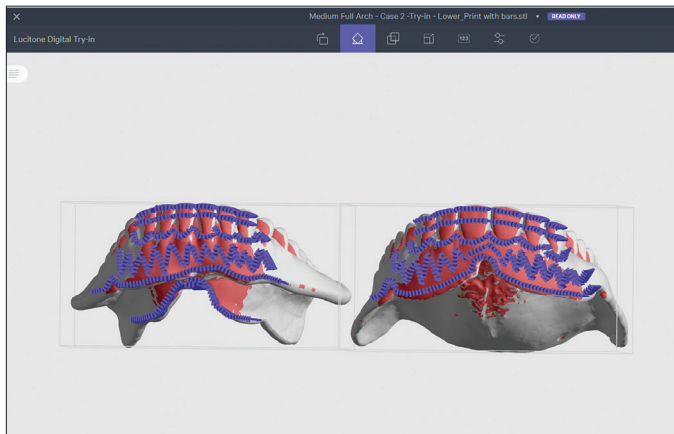 Medium Full Arch - Case 2 -Try-in - Lower_Print with bars.stl READ ONLY
Lucitone Digital Try-In
123